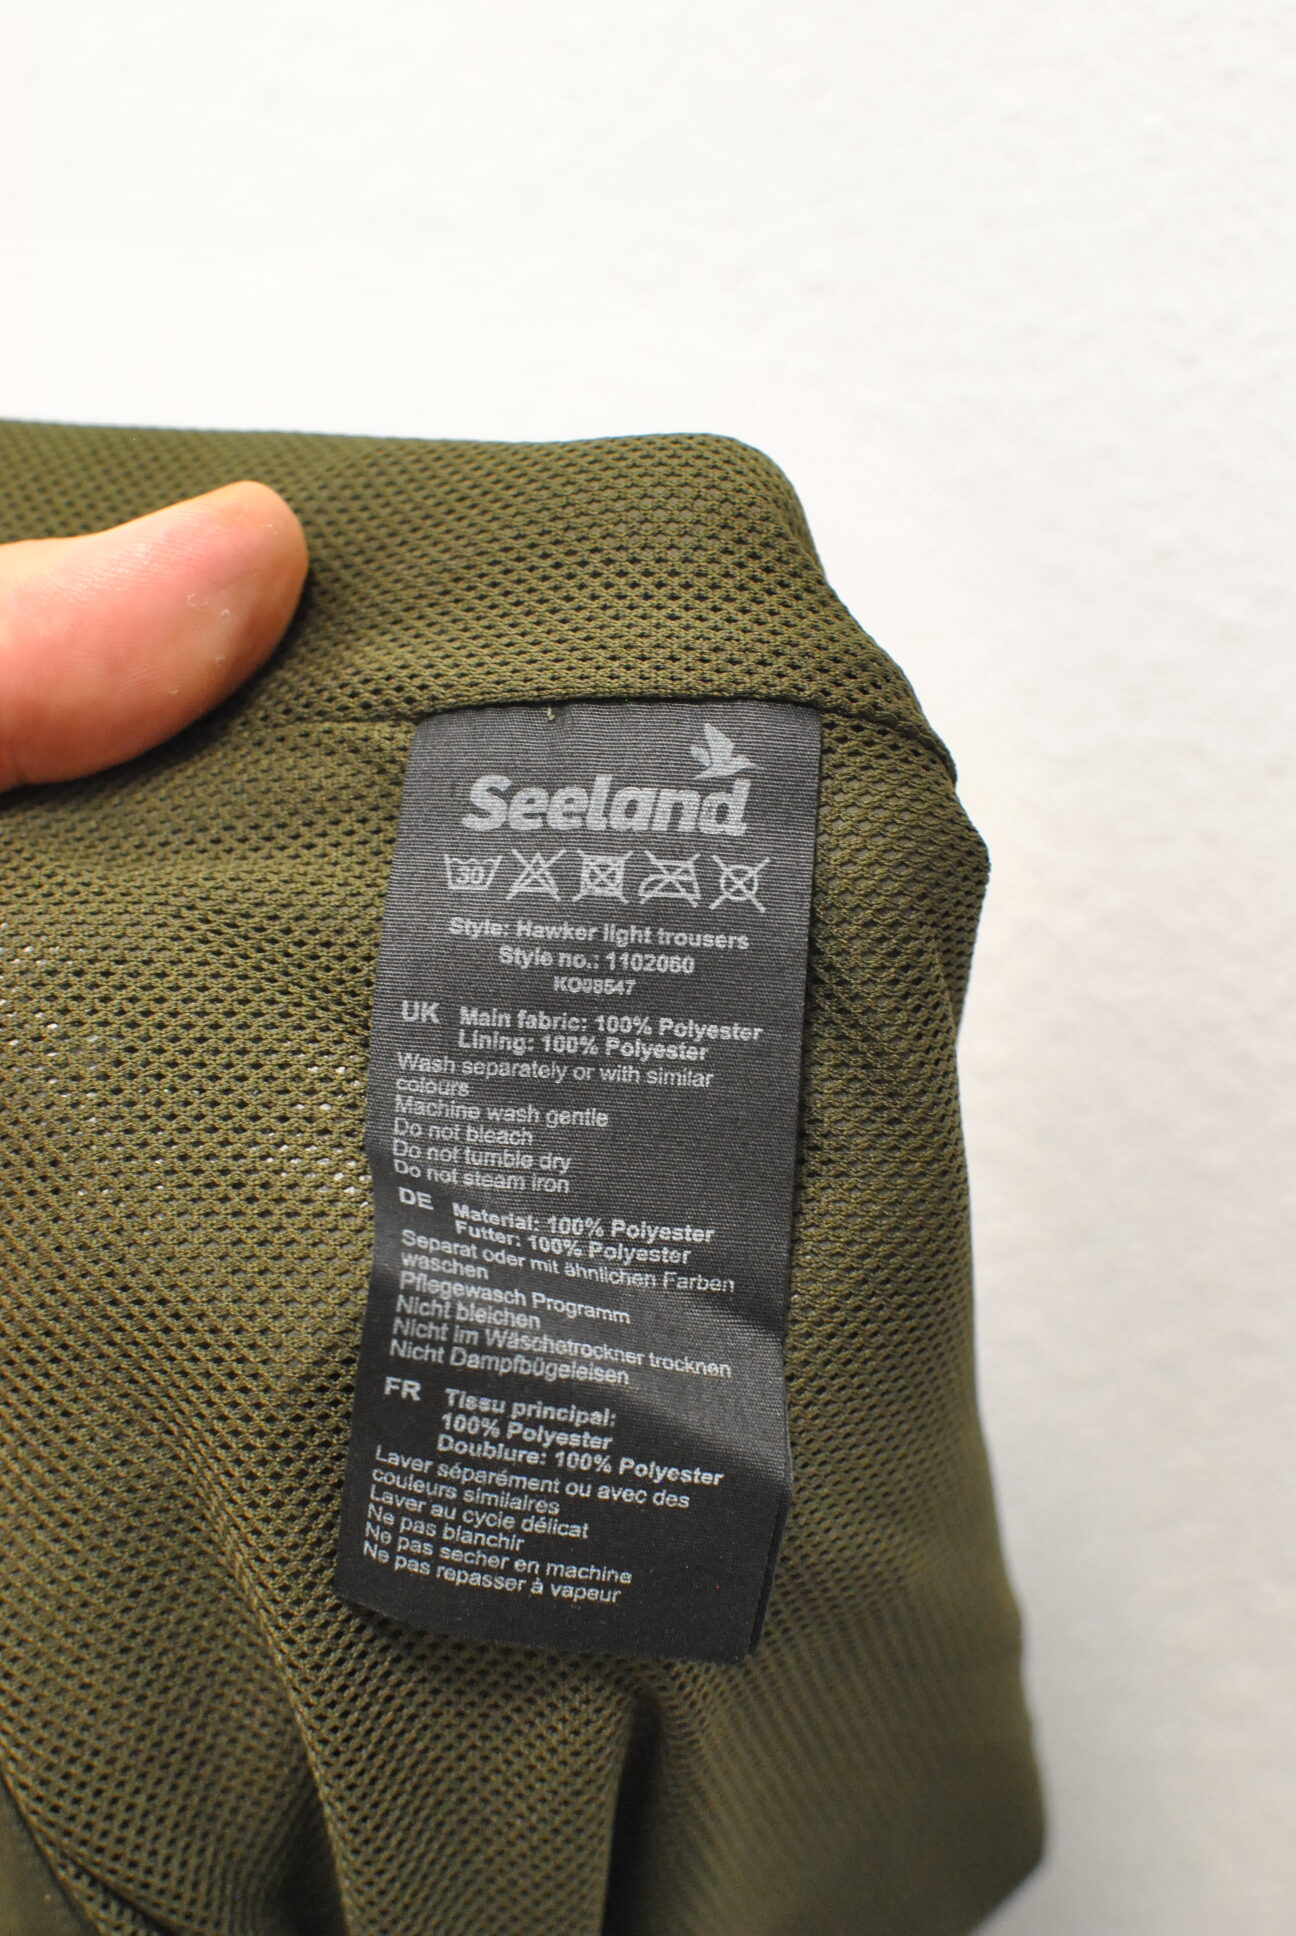 Seeland
30
Style: Hawker light trousers
Style no.: 1102060
KO08547
UK Main fabric: 100% Polyester
Lining: 100% Polyester
Wash separately or with similar
colours
Machine wash gentle
Do not bleach
Do not tumble dry
Do not steam iron
DE Material: 100% Polyester
Futter: 100% Polyester
Separat oder mit ähnlichen Farben
waschen
Pflegewasch Programm
Nicht bleichen
Nicht im Wäschetrockner trocknen
Nicht Dampfbügeleisen
FR Tissu principal:
100% Polyester
Doublure: 100% Polyester
Laver séparément ou avec des
couleurs similaires
Laver au cycle délicat
Ne pas blanchir
Ne pas secher en machine
Ne pas repasser à vapeur